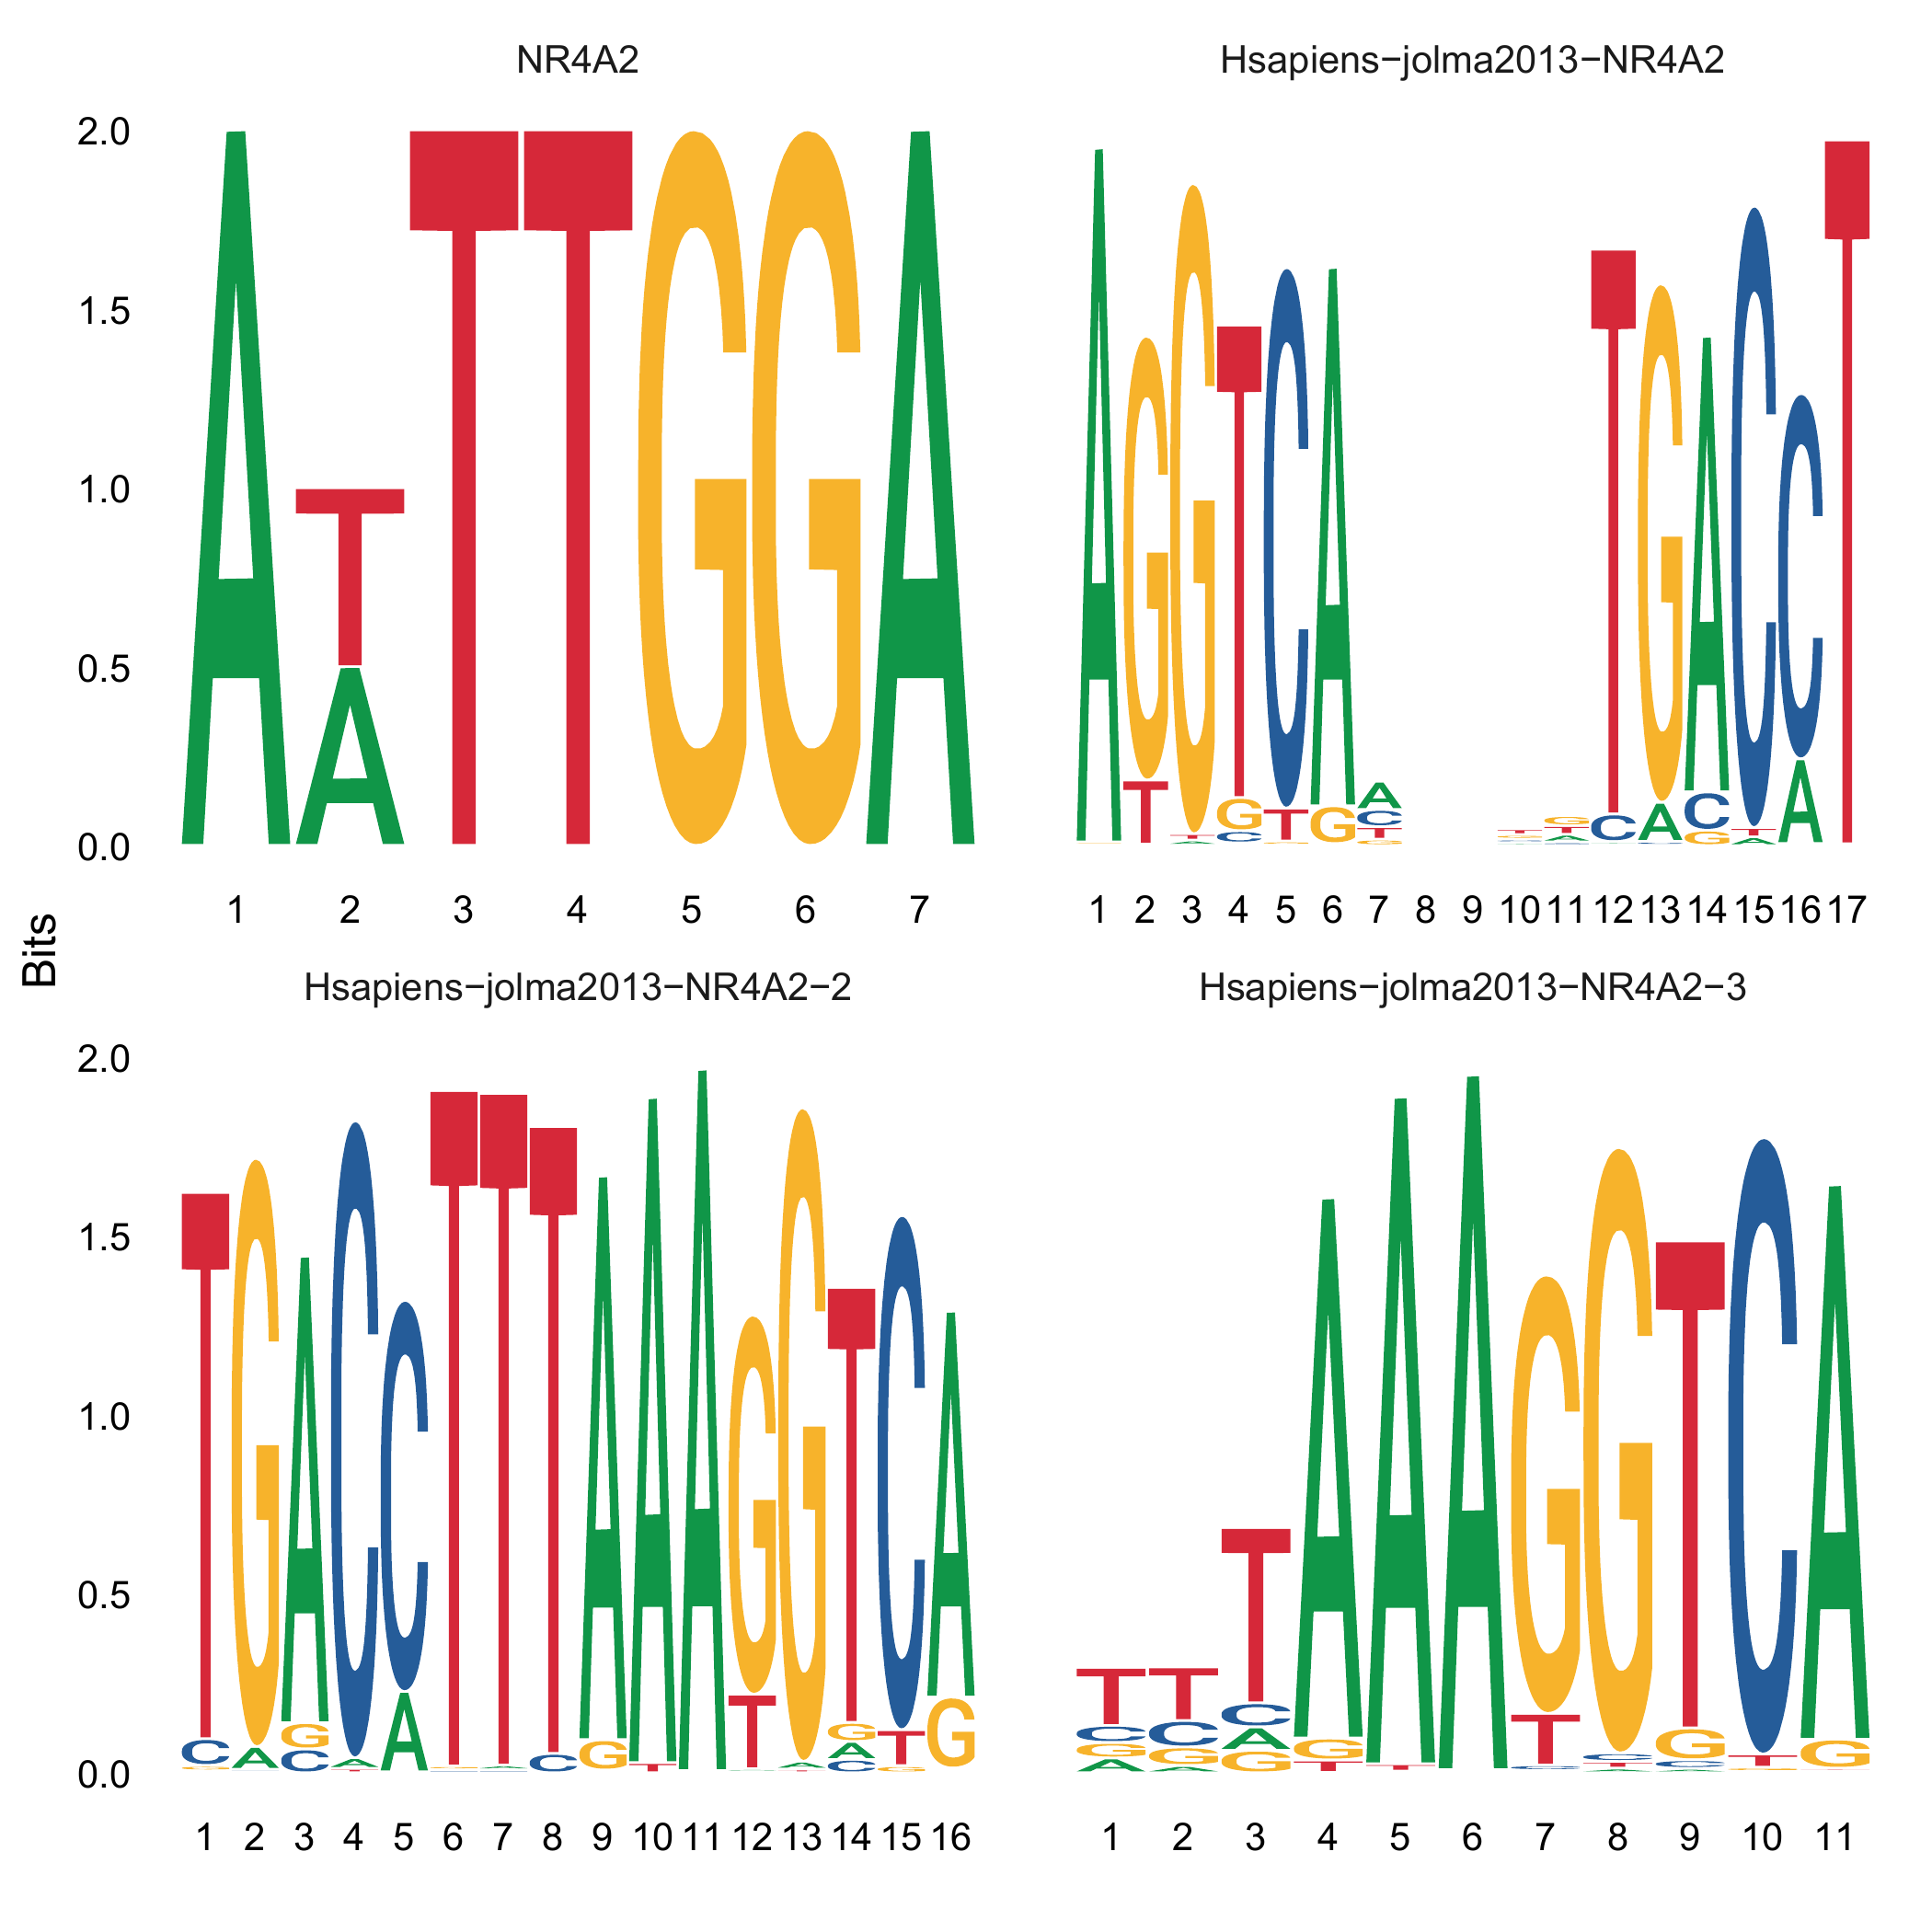 NR4A2
Hsapiens−jolma2013−NR4A2
2.0
1.5
1.0
0.5
0.0
A T A T T G G A
A G T G T A T G C C T G A G A C T G T G A T C G A C A G T A C T A T
1 2 3 4 5 6 7
1 2 3 4 5 6 7 8 9 10 11 12 13 14 15 16 17
Bits
Hsapiens−jolma2013−NR4A2−2
Hsapiens−jolma2013−NR4A2−3
2.0
1.5
1.0
0.5
0.0
1 2 3 4 5 6 7 8 9 10 11 12 13 14 15 16
1 2 3 4 5 6 7 8 9 10 11